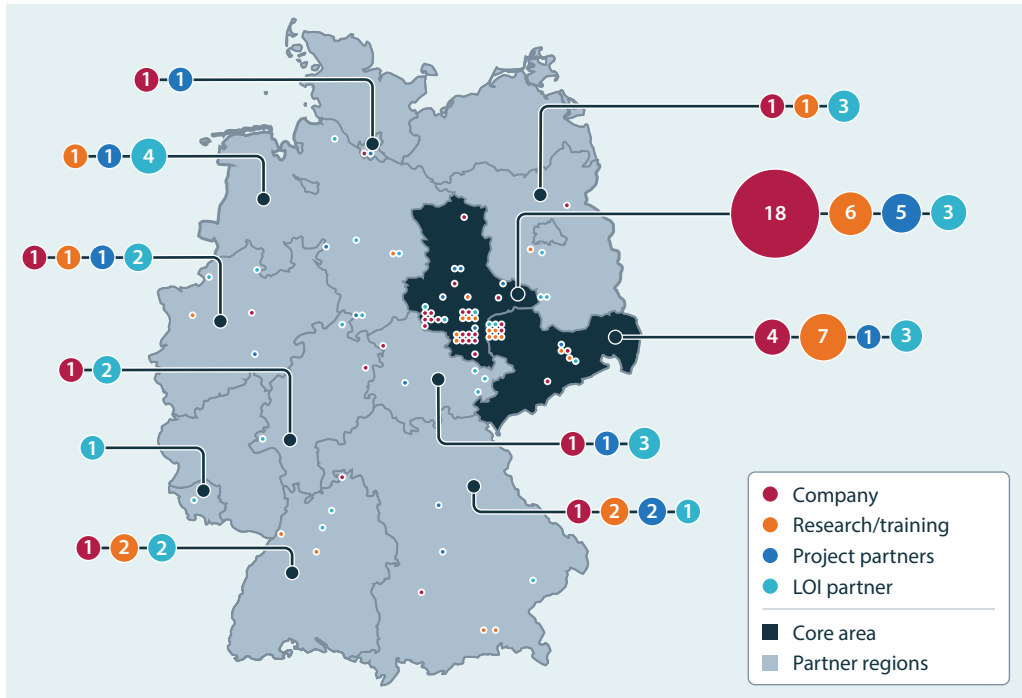 1 1
1 1 3
1 1 4
18 6 5 3
1 1 1 2
4 7 1 3
1 2
1
1 1 3
1 2 2 1
1 2 2
Company
Research/training
Project partners
LOI partner
Core area
Partner regions